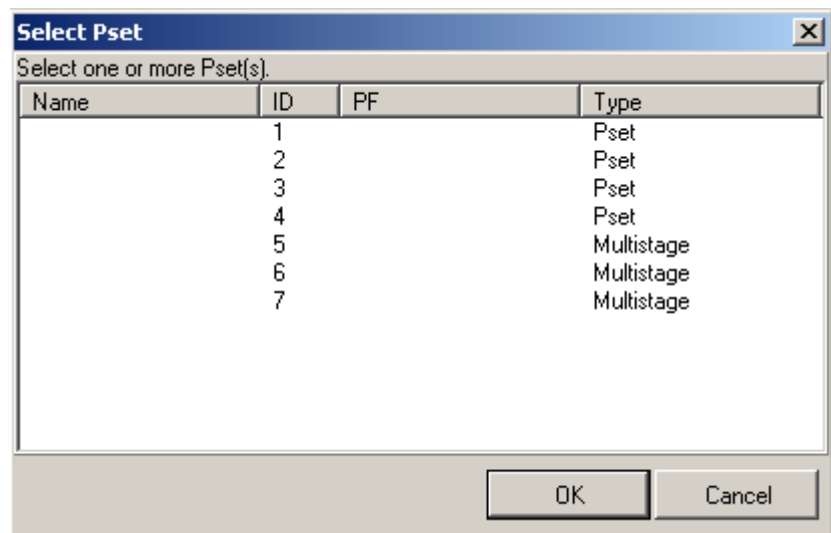 Select Pset
Select one or more Pset(s).
Name ID PF Type
1 Pset
2 Pset
3 Pset
4 Pset
5 Multistage
6 Multistage
7 Multistage
OK Cancel